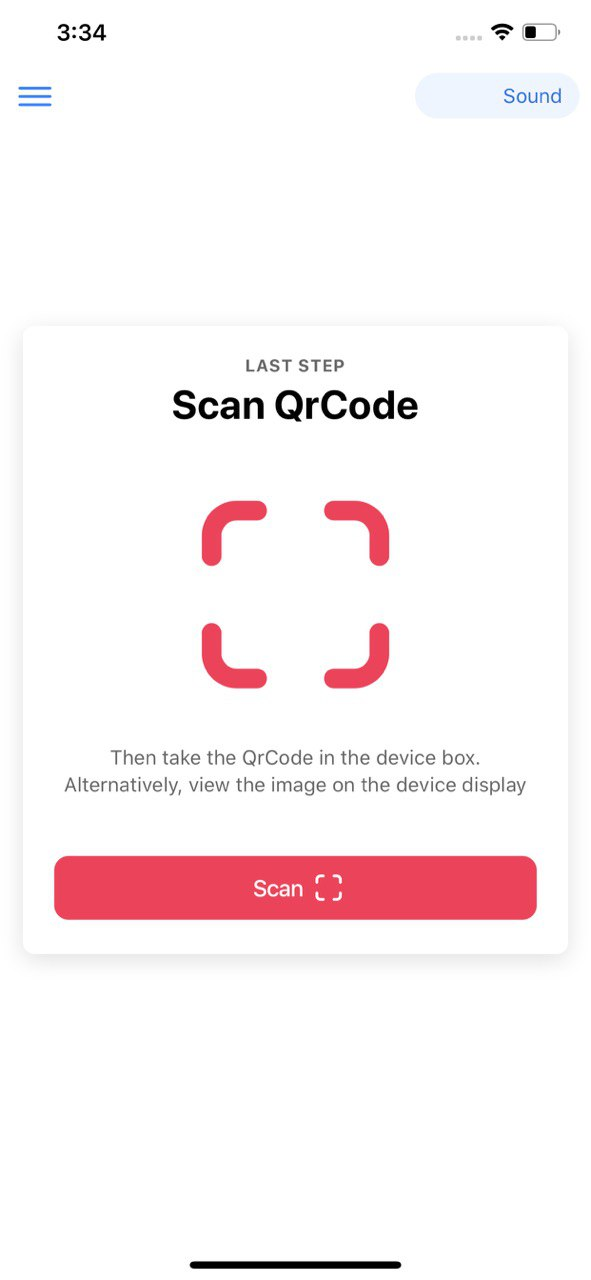 3:34
Sound
LAST STEP
Scan QrCode
Then take the QrCode in the device box.
Alternatively, view the image on the device display
Scan